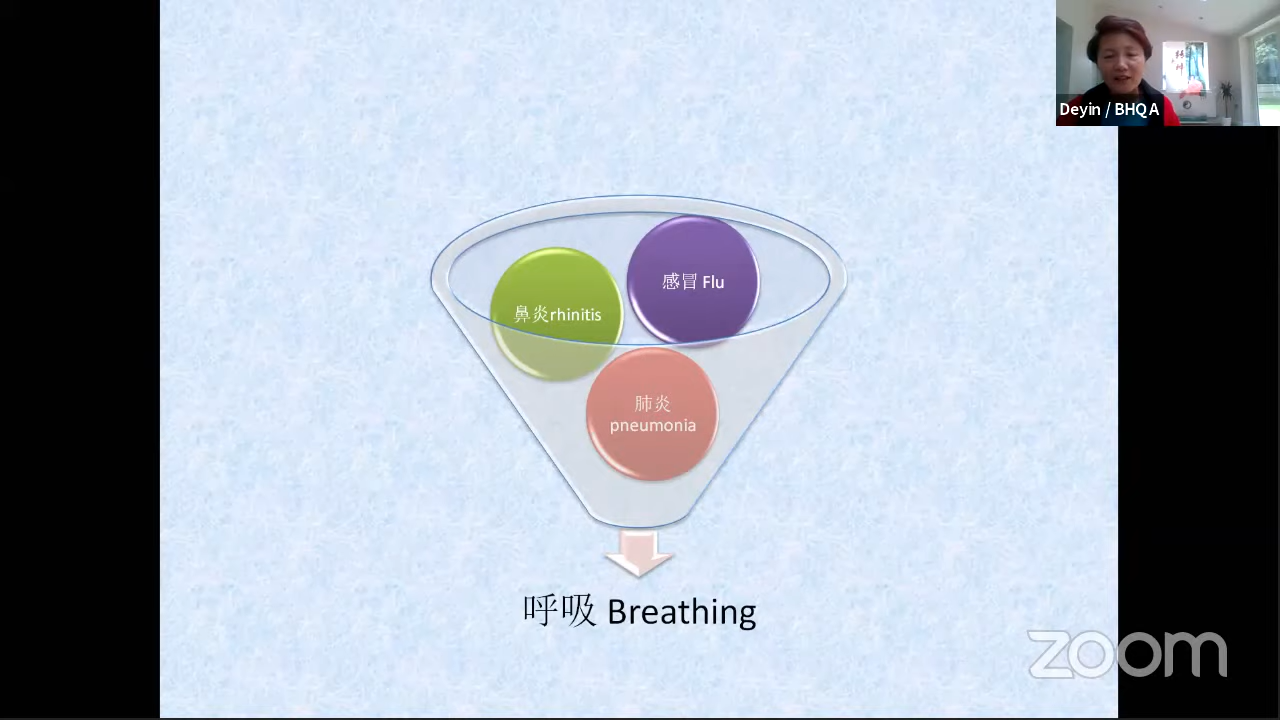 Deyin / BHQA
感冒 Flu
鼻炎rhinitis
肺炎
pneumonia
呼吸 Breathing
zoom